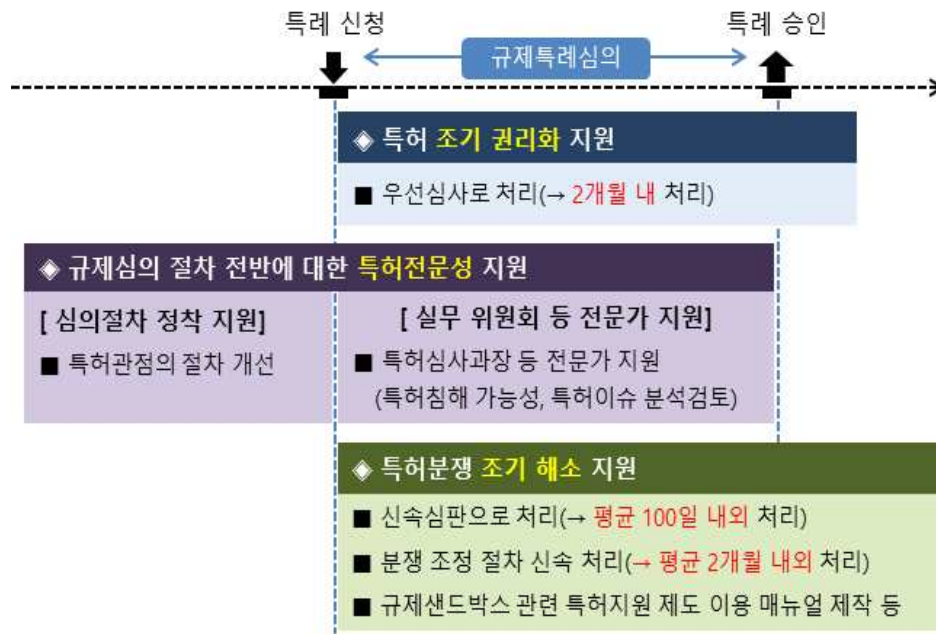 특례 신청
특례 승인
규제특례심의
◈ 특허 조기 권리화 지원
■ 우선심사로 처리(→ 2개월 내 처리)
◈ 규제심의 절차 전반에 대한 특허전문성 지원
[ 심의절차 정착 지원]
■ 특허관점의 절차 개선
[ 실무 위원회 등 전문가 지원]
■ 특허심사과장 등 전문가 지원
(특허침해 가능성, 특허이슈 분석검토)
◈ 특허분쟁 조기 해소 지원
■ 신속심판으로 처리(→ 평균 100일 내외 처리)
■ 분쟁 조정 절차 신속 처리(→ 평균 2개월 내외 처리)
■ 규제샌드박스 관련 특허지원 제도 이용 매뉴얼 제작 등